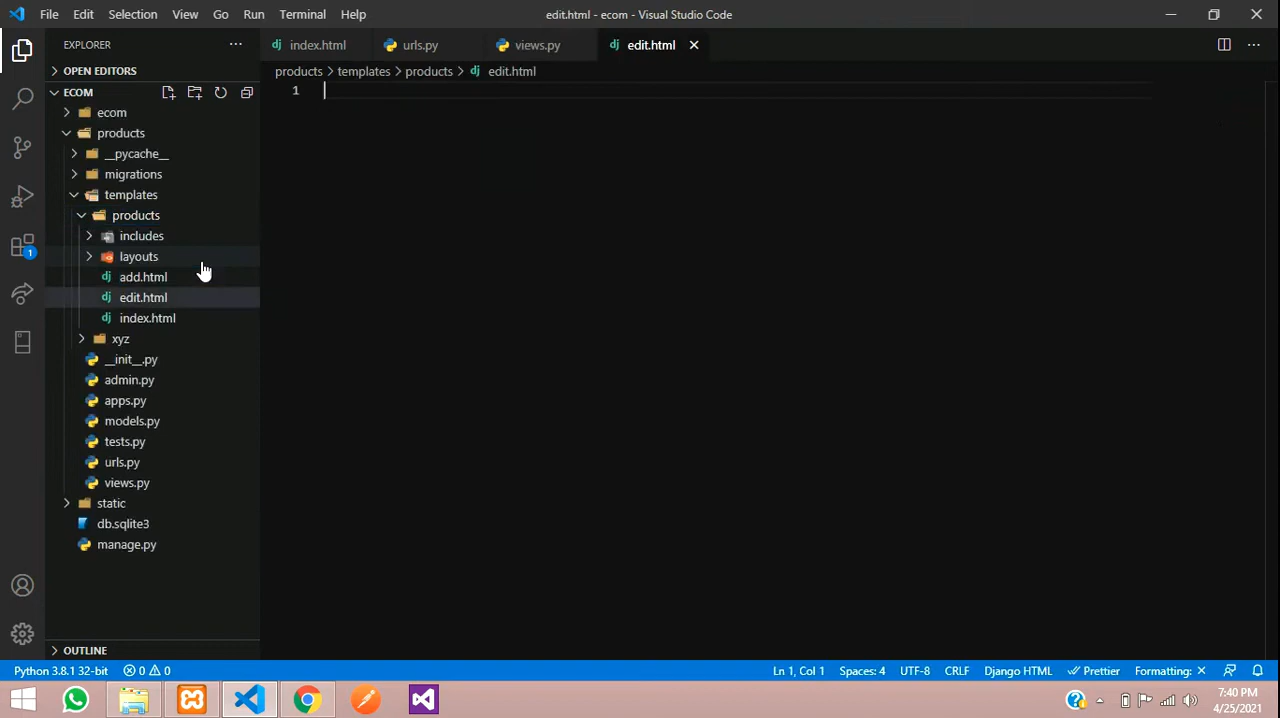 File Edit Selection View Go Run Terminal Help
edit.html - ecom - Visual Studio Code
EXPLORER
index.html
urls.py
views.py
edit.html
OPEN EDITORS
products > templates > products > edit.html
ECOM
1
ecom
products
__pycache__
migrations
templates
products
includes
layouts
add.html
edit.html
index.html
xyz
__init__.py
admin.py
apps.py
models.py
tests.py
urls.py
views.py
static
db.sqlite3
manage.py
1
OUTLINE
Python 3.8.1 32-bit
0
0
Ln 1, Col 1
Spaces: 4
UTF-8
CRLF
Django HTML
Prettier
Formatting: ×
7:40 PM
4/25/2021